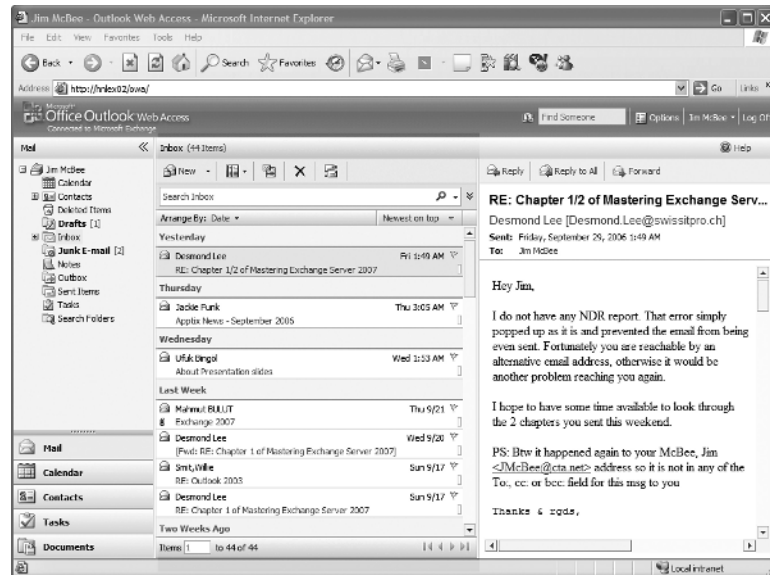 Jim McBee - Outlook Web Access - Microsoft Internet Explorer
File Edit View Favorites Tools Help
Back Search Favorites
Address http://hnlex02/owa/ Go Links
Microsoft
Office Outlook Web Access
Connected to Microsoft Exchange
Find Someone Options Jim McBee Log Of
Mail
Jim McBee
Calendar
Contacts
Deleted Items
Drafts [1]
Inbox
Junk E-mail [2]
Notes
Outbox
Sent Items
Tasks
Search Folders
Mail
Calendar
Contacts
Tasks
Documents
Inbox (44 Items)
New
Search Inbox
Arrange By: Date Newest on top
Yesterday
Desmond Lee Fri 1:49 AM
RE: Chapter 1/2 of Mastering Exchange Server 2007
Thursday
Jackie Funk Thu 3:05 AM
Apptix News - September 2006
Wednesday
Ufuk Bingol Wed 1:53 AM
About Presentation slides
Last Week
Mahmut BULUT Thu 9/21
Exchange 2007
Desmond Lee Wed 9/20
[Fwd: RE: Chapter 1 of Mastering Exchange Server 2007]
Smit, Willie Sun 9/17
RE: Outlook 2003
Desmond Lee Sun 9/17
RE: Chapter 1 of Mastering Exchange Server 2007
Two Weeks Ago
Items 1 to 44 of 44
Help
Reply Reply to All Forward
RE: Chapter 1/2 of Mastering Exchange Serv...
Desmond Lee [Desmond.Lee@swissitpro.ch]
Sent: Friday, September 29, 2006 1:49 AM
To: Jim McBee
Hey Jim,
I do not have any NDR report. That error simply
popped up as it is and prevented the email from being
even sent. Fortunately you are reachable by an
alternative email address, otherwise it would be
another problem reaching you again.
I hope to have some time available to look through
the 2 chapters you sent this weekend.
PS: Btw it happened again to your McBee, Jim
<JMcBee@cta.net> address so it is not in any of the
To:, cc: or bcc: field for this msg to you
Thanks & rgds,
Local intranet